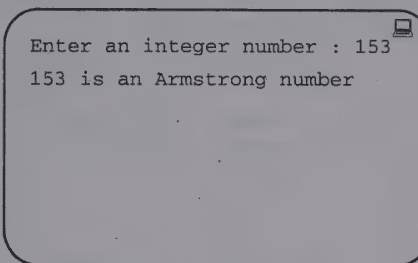 Enter an integer number : 153
153 is an Armstrong number